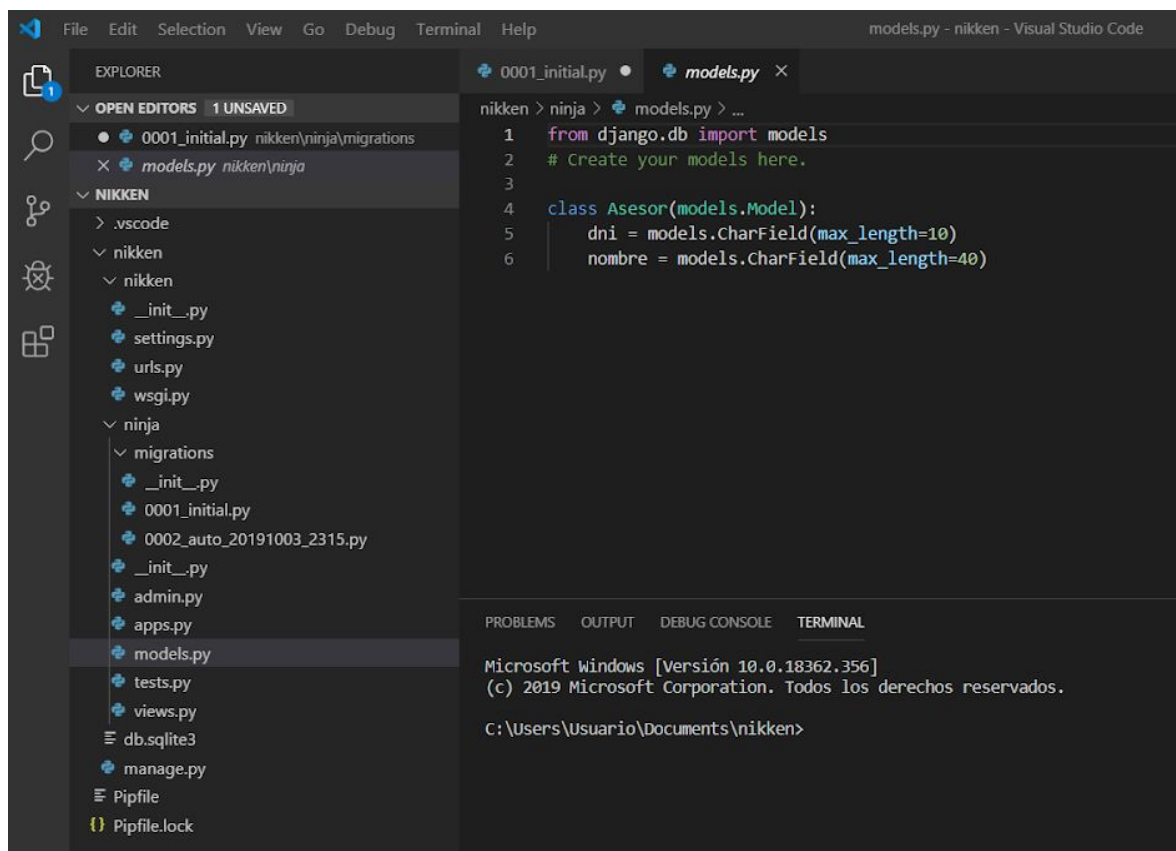 File Edit Selection View Go Debug Terminal Help models.py - nikken - Visual Studio Code
EXPLORER
OPEN EDITORS 1 UNSAVED
0001_initial.py nikken\ninja\migrations
models.py nikken\ninja
NIKKEN
.vscode
nikken
nikken
__init__.py
settings.py
urls.py
wsgi.py
ninja
migrations
__init__.py
0001_initial.py
0002_auto_20191003_2315.py
__init__.py
admin.py
apps.py
models.py
tests.py
views.py
db.sqlite3
manage.py
Pipfile
Pipfile.lock
1
0001_initial.py models.py
nikken > ninja > models.py > ...
1 from django.db import models
2 # Create your models here.
3
4 class Asesor(models.Model):
5 dni = models.CharField(max_length=10)
6 nombre = models.CharField(max_length=40)
PROBLEMS OUTPUT DEBUG CONSOLE TERMINAL
Microsoft Windows [Versión 10.0.18362.356]
(c) 2019 Microsoft Corporation. Todos los derechos reservados.
C:\Users\Usuario\Documents\nikken>